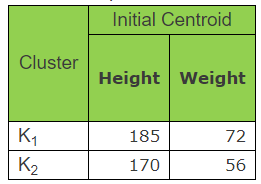 Initial Centroid
Cluster
Height Weight
K₁ 185 72
K₂ 170 56